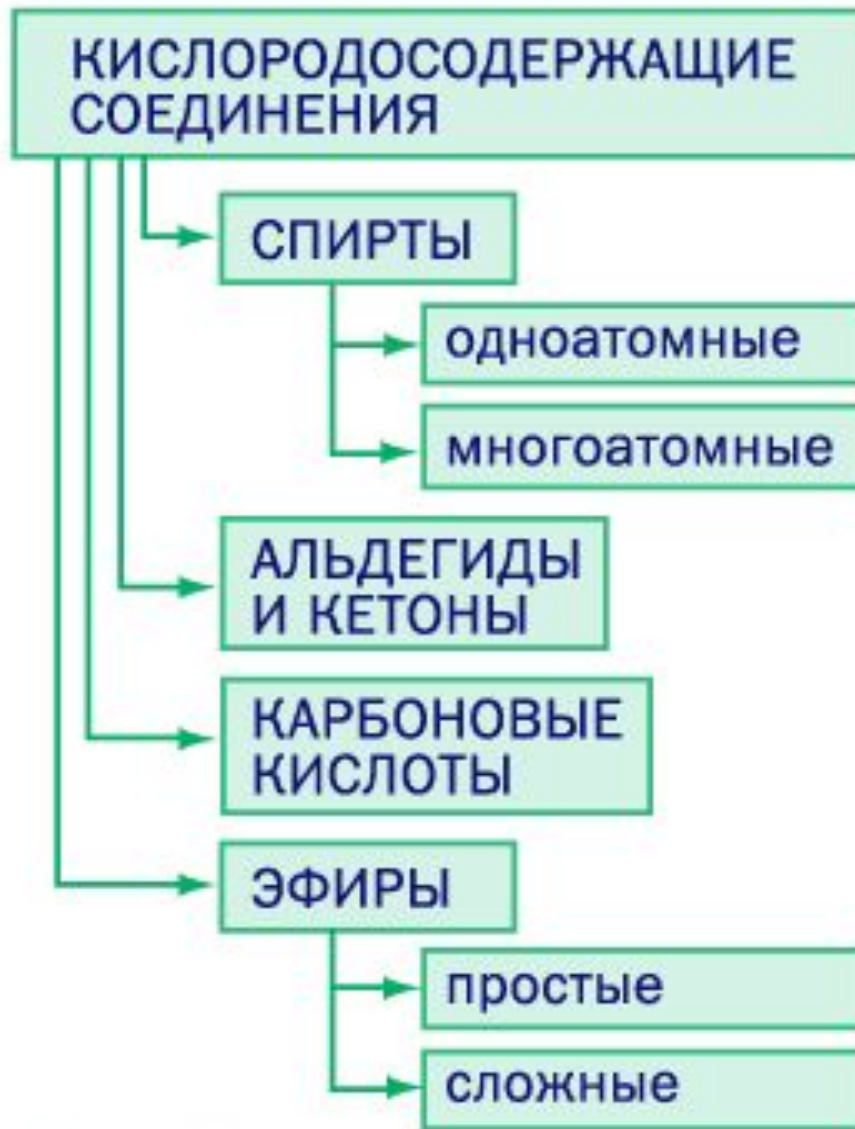 КИСЛОРОДОСОДЕРЖАЩИЕ
СОЕДИНЕНИЯ
СПИРТЫ
одноатомные
многоатомные
АЛЬДЕГИДЫ
И КЕТОНЫ
КАРБОНОВЫЕ
КИСЛОТЫ
ЭФИРЫ
простые
сложные